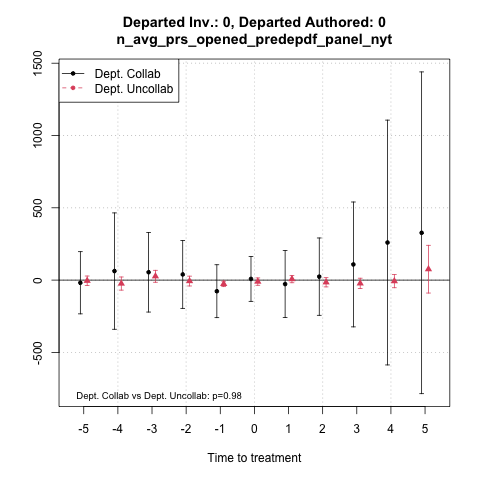 Departed Inv.: 0, Departed Authored: 0
n_avg_prs_opened_predepdf_panel_nyt
1500
1000
500
0
-500
Dept. Collab
Dept. Uncollab
Dept. Collab vs Dept. Uncollab: p=0.98
-5 -4 -3 -2 -1 0 1 2 3 4 5
Time to treatment